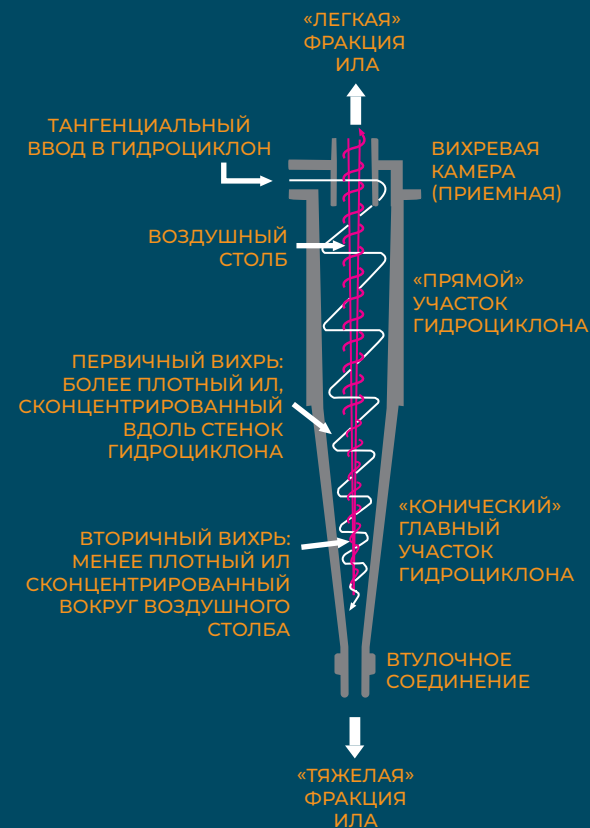 «ЛЕГКАЯ»
ФРАКЦИЯ
ИЛА
ТАНГЕНЦИАЛЬНЫЙ
ВВОД В ГИДРОЦИКЛОН
ВИХРЕВАЯ
КАМЕРА
(ПРИЕМНАЯ)
ВОЗДУШНЫЙ
СТОЛБ
«ПРЯМОЙ»
УЧАСТОК
ГИДРОЦИКЛОНА
ПЕРВИЧНЫЙ ВИХРЬ:
БОЛЕЕ ПЛОТНЫЙ ИЛ,
СКОНЦЕНТРИРОВАННЫЙ
ВДОЛЬ СТЕНОК
ГИДРОЦИКЛОНА
«КОНИЧЕСКИЙ»
ГЛАВНЫЙ
УЧАСТОК
ГИДРОЦИКЛОНА
ВТОРИЧНЫЙ ВИХРЬ:
МЕНЕЕ ПЛОТНЫЙ ИЛ
СКОНЦЕНТРИРОВАННЫЙ
ВОКРУГ ВОЗДУШНОГО
СТОЛБА
ВТУЛОЧНОЕ
СОЕДИНЕНИЕ
«ТЯЖЕЛАЯ»
ФРАКЦИЯ
ИЛА